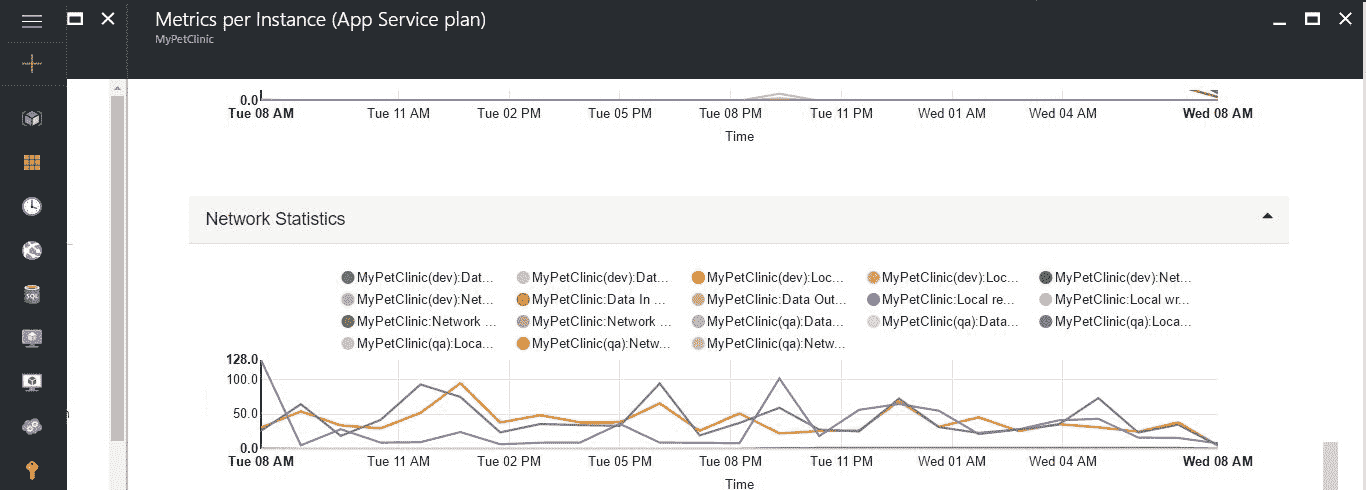 Metrics per Instance (App Service plan)
MyPetClinic
0.0
Tue 08 AM Tue 11 AM Tue 02 PM Tue 05 PM Tue 08 PM Tue 11 PM Wed 01 AM Wed 04 AM Wed 08 AM
Time
Network Statistics
MyPetClinic(dev):Dat... MyPetClinic(dev):Dat... MyPetClinic(dev):Loc... MyPetClinic(dev):Loc... MyPetClinic(dev):Net...
MyPetClinic(dev):Net... MyPetClinic:Data In ... MyPetClinic:Data Out... MyPetClinic:Local re... MyPetClinic:Local wr...
MyPetClinic:Network ... MyPetClinic:Network ... MyPetClinic(qa):Data... MyPetClinic(qa):Data... MyPetClinic(qa):Loca...
MyPetClinic(qa):Loca... MyPetClinic(qa):Netw... MyPetClinic(qa):Netw...
128.0
100.0
50.0
0.0
Tue 08 AM Tue 11 AM Tue 02 PM Tue 05 PM Tue 08 PM Tue 11 PM Wed 01 AM Wed 04 AM Wed 08 AM
Time
SQL